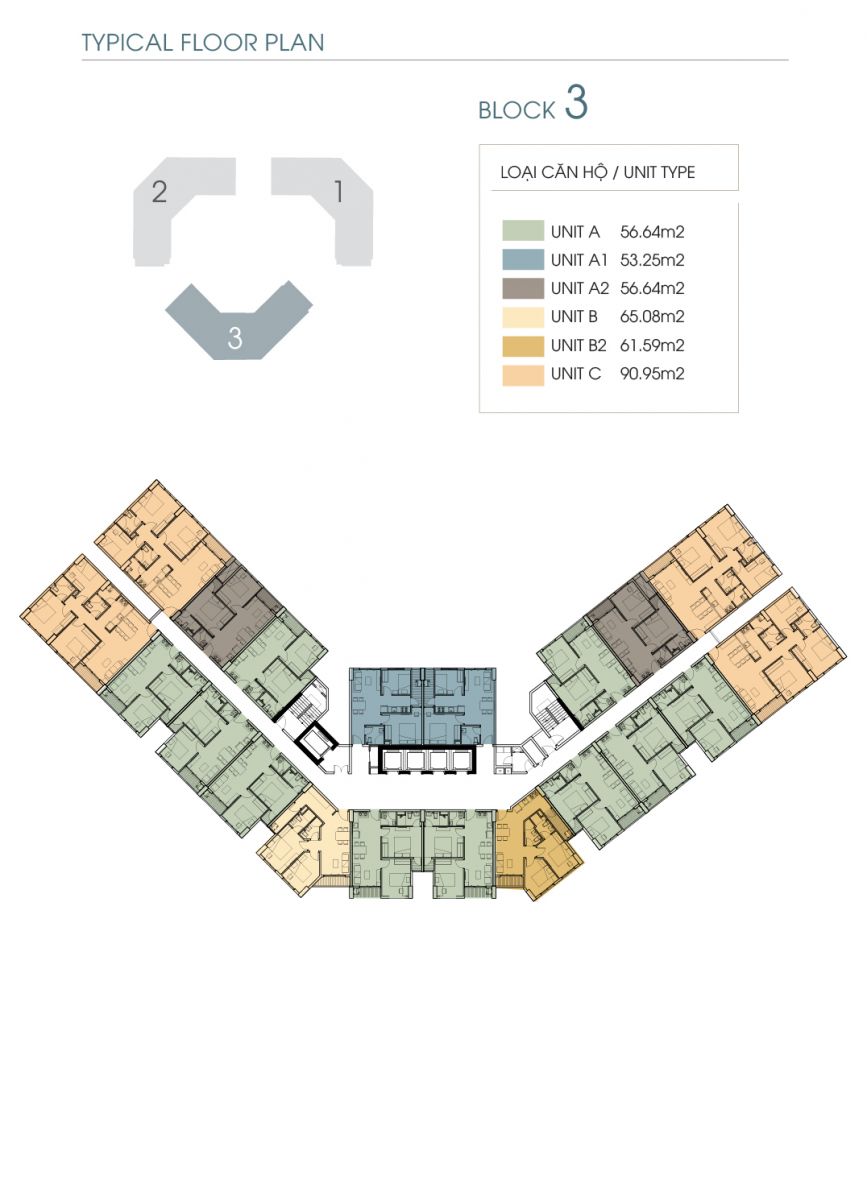 TYPICAL FLOOR PLAN
BLOCK 3
2
1
3
LOẠI CĂN HỘ / UNIT TYPE
UNIT A 56.64m2
UNIT A1 53.25m2
UNIT A2 56.64m2
UNIT B 65.08m2
UNIT B2 61.59m2
UNIT C 90.95m2